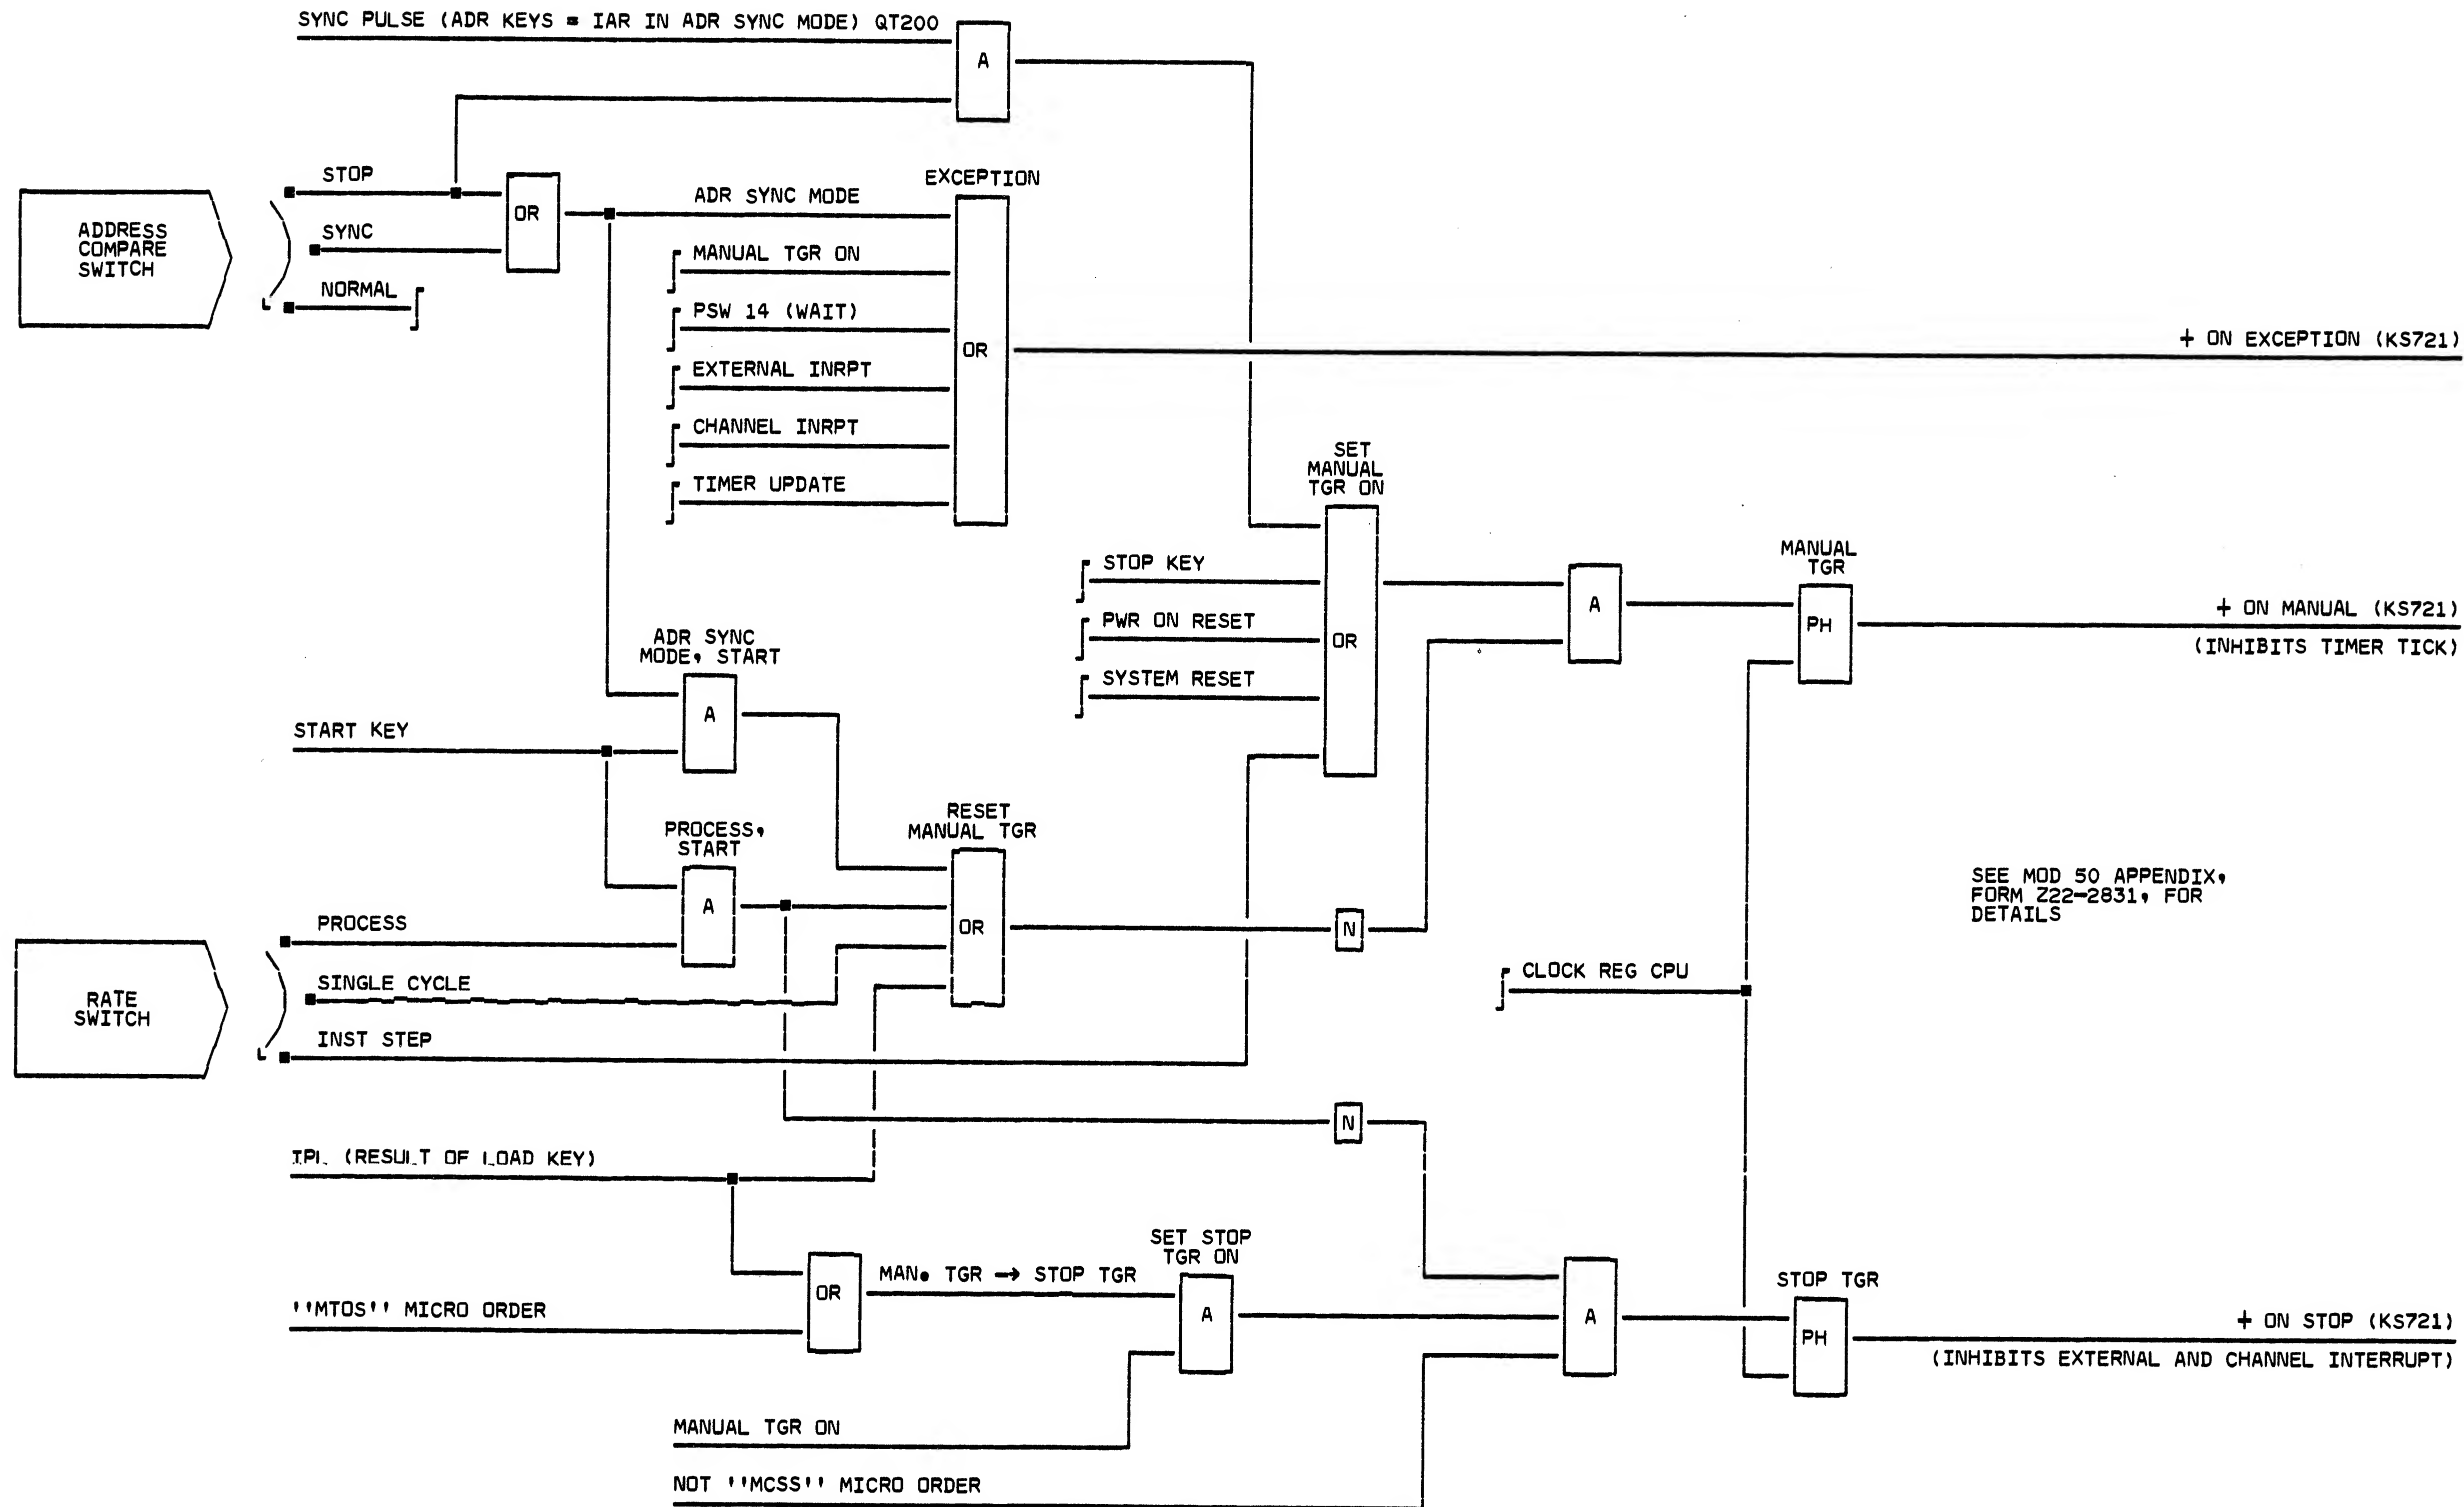 SYNC PULSE (ADR KEYS = IAR IN ADR SYNC MODE) QT200
A
STOP
SYNC
NORMAL
ADDRESS
COMPARE
SWITCH
OR
EXCEPTION
ADR SYNC MODE
MANUAL TGR ON
PSW 14 (WAIT)
EXTERNAL INRPT
CHANNEL INRPT
TIMER UPDATE
OR
+ ON EXCEPTION (KS721)
SET
MANUAL
TGR ON
STOP KEY
PWR ON RESET
SYSTEM RESET
OR
A
MANUAL
TGR
PH
+ ON MANUAL (KS721)
(INHIBITS TIMER TICK)
ADR SYNC
MODE, START
A
START KEY
PROCESS,
START
A
RESET
MANUAL TGR
OR
N
SEE MOD 50 APPENDIX,
FORM Z22-2831, FOR
DETAILS
PROCESS
SINGLE CYCLE
INST STEP
RATE
SWITCH
CLOCK REG CPU
N
IPL (RESULT OF LOAD KEY)
OR
MAN. TGR → STOP TGR
SET STOP
TGR ON
A
A
STOP TGR
PH
''MTOS'' MICRO ORDER
+ ON STOP (KS721)
(INHIBITS EXTERNAL AND CHANNEL INTERRUPT)
MANUAL TGR ON
NOT ''MCSS'' MICRO ORDER